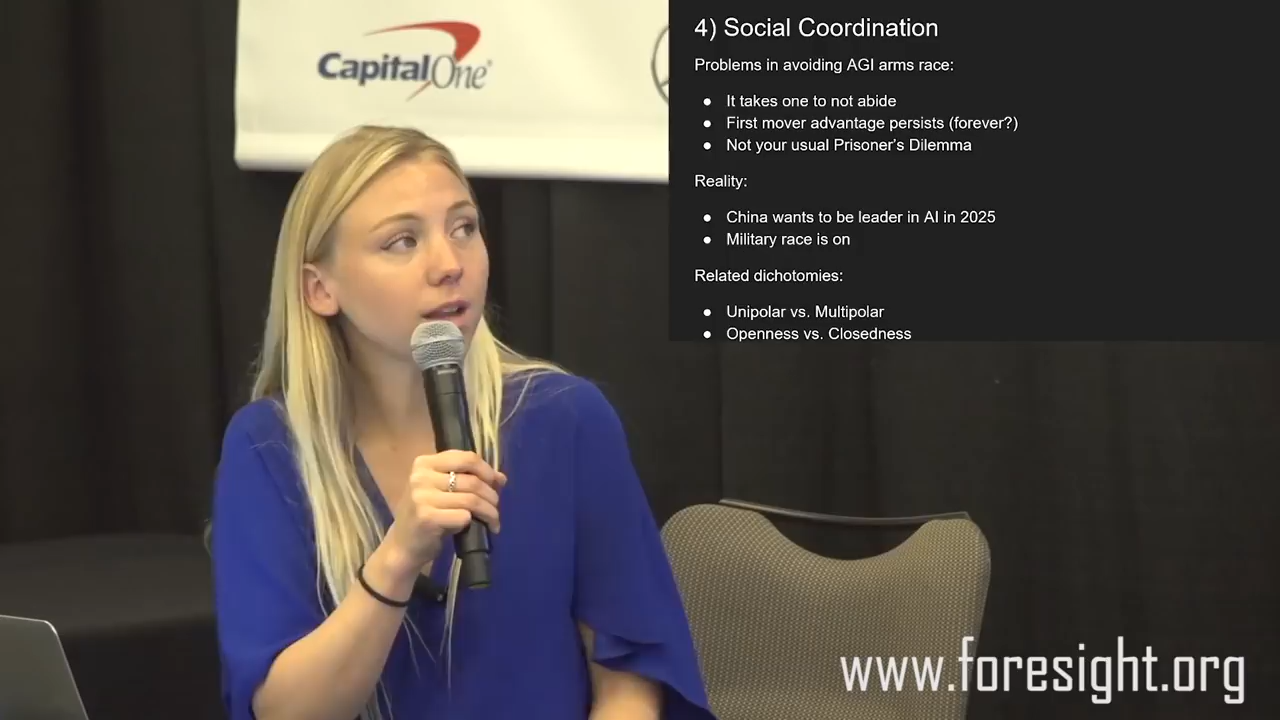 CapitalOne®
4) Social Coordination
Problems in avoiding AGI arms race:
● It takes one to not abide
● First mover advantage persists (forever?)
● Not your usual Prisoner's Dilemma
Reality:
● China wants to be leader in AI in 2025
● Military race is on
Related dichotomies:
● Unipolar vs. Multipolar
● Openness vs. Closedness
www.foresight.org